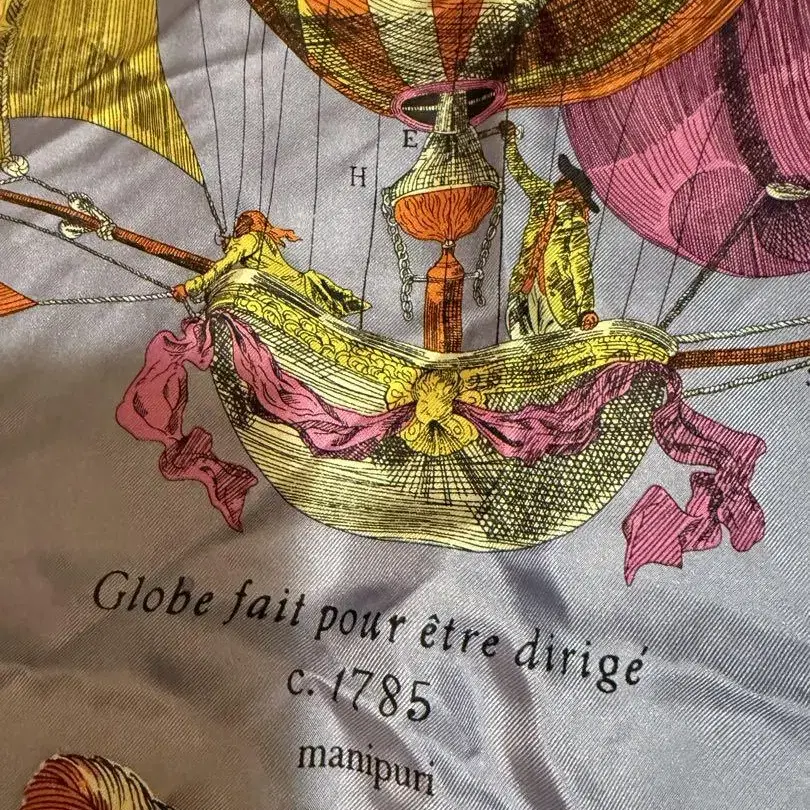 E
H
Globe fait pour être dirigé
c. 1785
manipuri